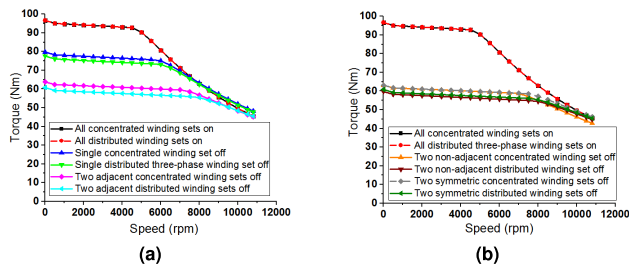 (a)
100
90
80
70
60
50
40
30
20
10
0
Torque (Nm)
All concentrated winding sets on
All distributed winding sets on
Single concentrated winding set off
Single distributed three-phase winding set off
Two adjacent concentrated winding sets off
Two adjacent distributed winding sets off
0 2000 4000 6000 8000 10000 12000
Speed (rpm)
(a)
(b)
100
90
80
70
60
50
40
30
20
10
0
Torque (Nm)
All concentrated winding sets on
All distributed three-phase winding sets on
Two non-adjacent concentrated winding set off
Two non-adjacent distributed winding set off
Two symmetric concentrated winding sets off
Two symmetric distributed winding sets off
0 2000 4000 6000 8000 10000 12000
Speed (rpm)
(b)